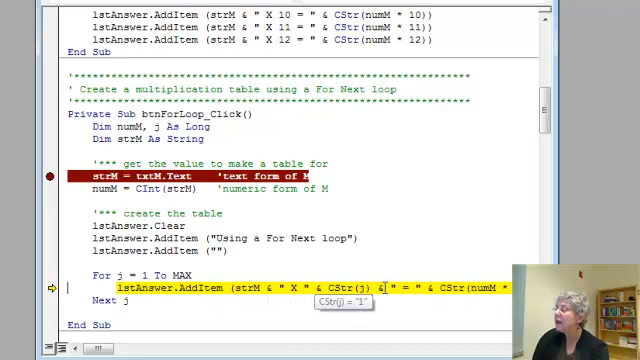 lstAnswer.AddItem (strM & " X 10 = " & CStr(numM * 10))
lstAnswer.AddItem (strM & " X 11 = " & CStr(numM * 11))
lstAnswer.AddItem (strM & " X 12 = " & CStr(numM * 12))
End Sub
'****************************************************************
' Create a multiplication table using a For Next loop
'****************************************************************
Private Sub btnForLoop_Click()
Dim numM, j As Long
Dim strM As String
'*** get the value to make a table for
strM = txtM.Text 'text form of M
numM = CInt(strM) 'numeric form of M
'*** create the table
lstAnswer.Clear
lstAnswer.AddItem ("Using a For Next loop")
lstAnswer.AddItem ("")
For j = 1 To MAX
lstAnswer.AddItem (strM & " X " & CStr(j) & " = " & CStr(numM *
CStr(j) = "1"
Next j
End Sub